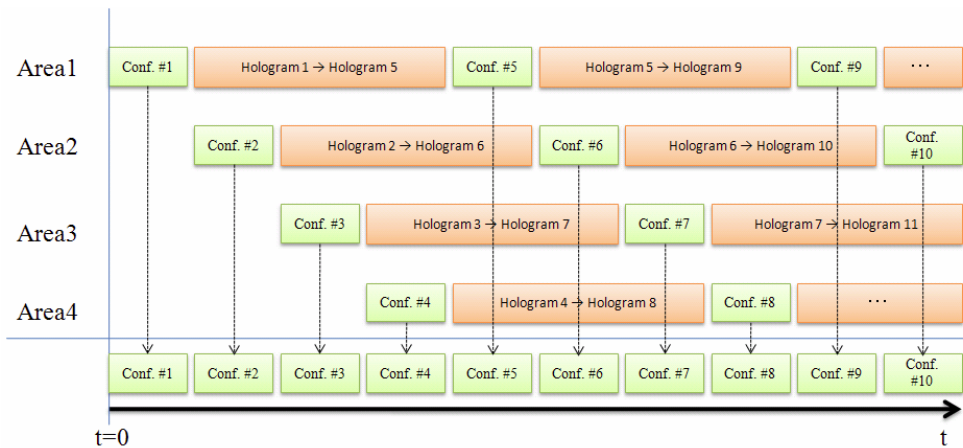 Area1
Conf. #1
Hologram 1 → Hologram 5
Conf. #5
Hologram 5 → Hologram 9
Conf. #9
···
Area2
Conf. #2
Hologram 2 → Hologram 6
Conf. #6
Hologram 6 → Hologram 10
Conf.
#10
Area3
Conf. #3
Hologram 3 → Hologram 7
Conf. #7
Hologram 7 → Hologram 11
Area4
Conf. #4
Hologram 4 → Hologram 8
Conf. #8
···
Conf. #1
Conf. #2
Conf. #3
Conf. #4
Conf. #5
Conf. #6
Conf. #7
Conf. #8
Conf. #9
Conf.
#10
t=0
t